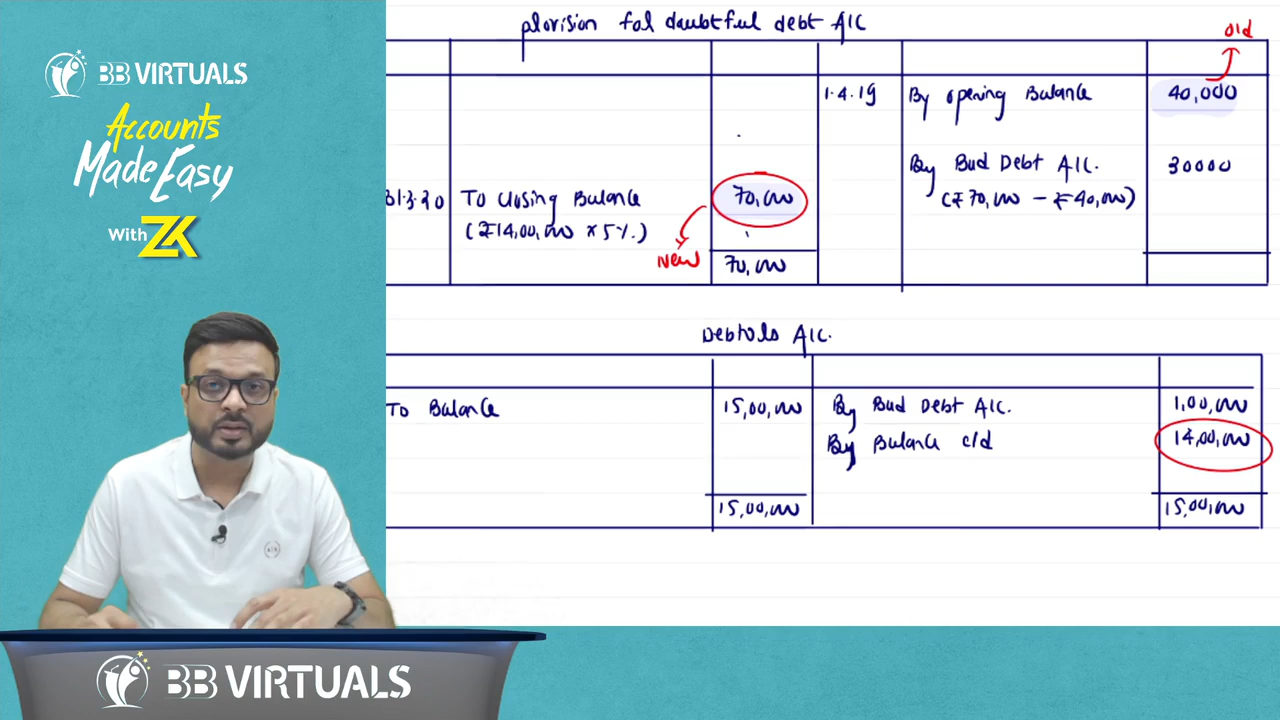 BB VIRTUALS
Accounts
Made Easy
With ZK
provision for doubtful debt A/C
old
1.4.19 By opening Balance 40,000
By Bad Debt A/C. 30000
(₹70,000 - ₹40,000)
31.3.20 To closing Balance 70,000
(₹14,00,000 x 5%.)
New
70,000
Debtors A/C.
To Balance 15,00,000 By Bad Debt A/C. 1,00,000
By Balance c/d 14,00,000
15,00,000 15,00,000
BB VIRTUALS